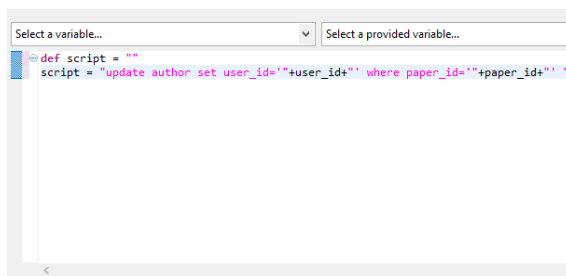 Select a variable... Select a provided variable...
def script = ""
script = "update author set user_id='"+user_id+"' where paper_id='"+paper_id+"' "